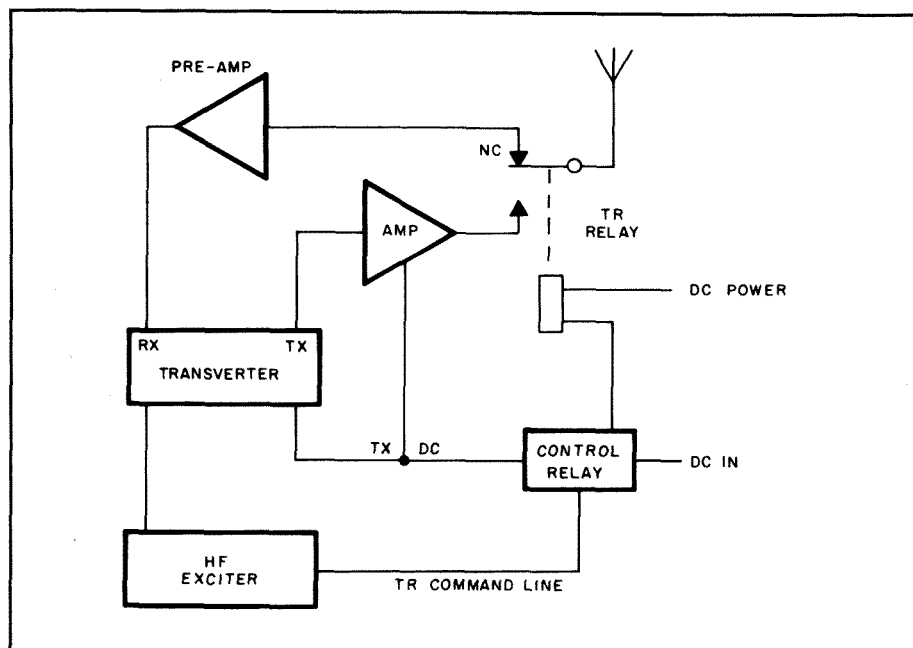 PRE-AMP
NC
AMP
TR
RELAY
DC POWER
RX
TX
TRANSVERTER
TX
DC
CONTROL
RELAY
DC IN
HF
EXCITER
TR COMMAND LINE